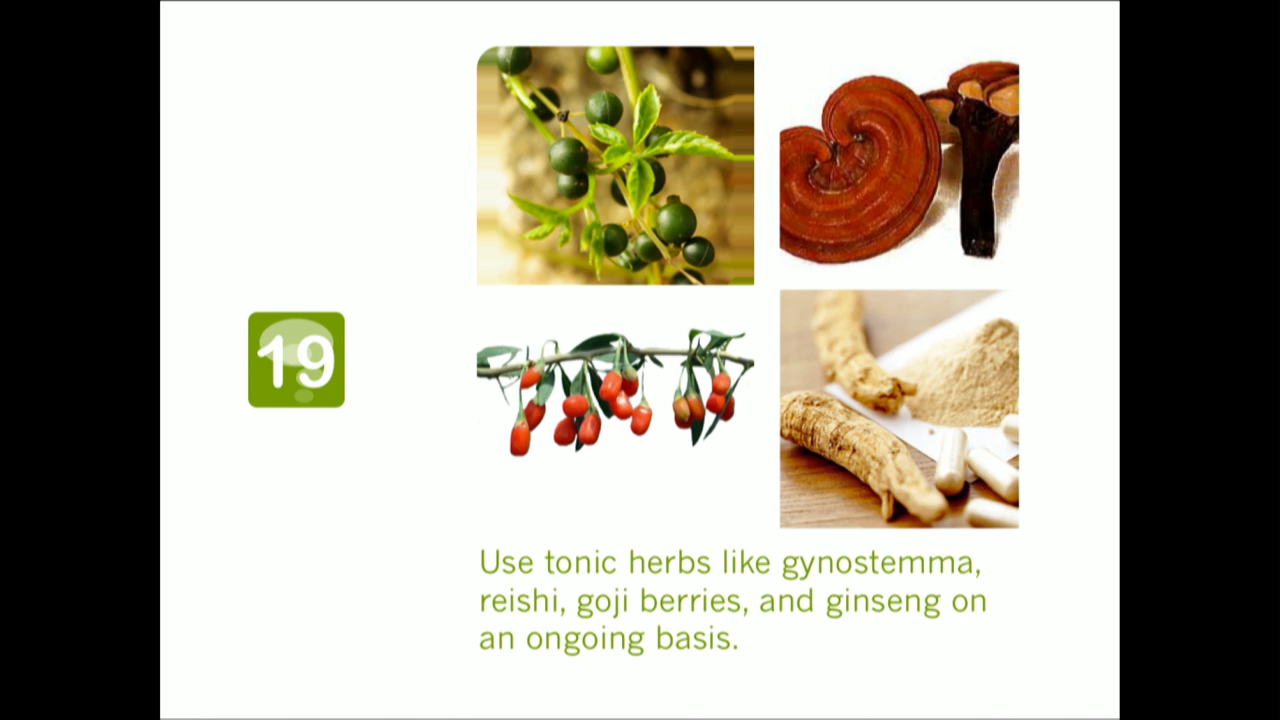 19
Use tonic herbs like gynostemma,
reishi, goji berries, and ginseng on
an ongoing basis.